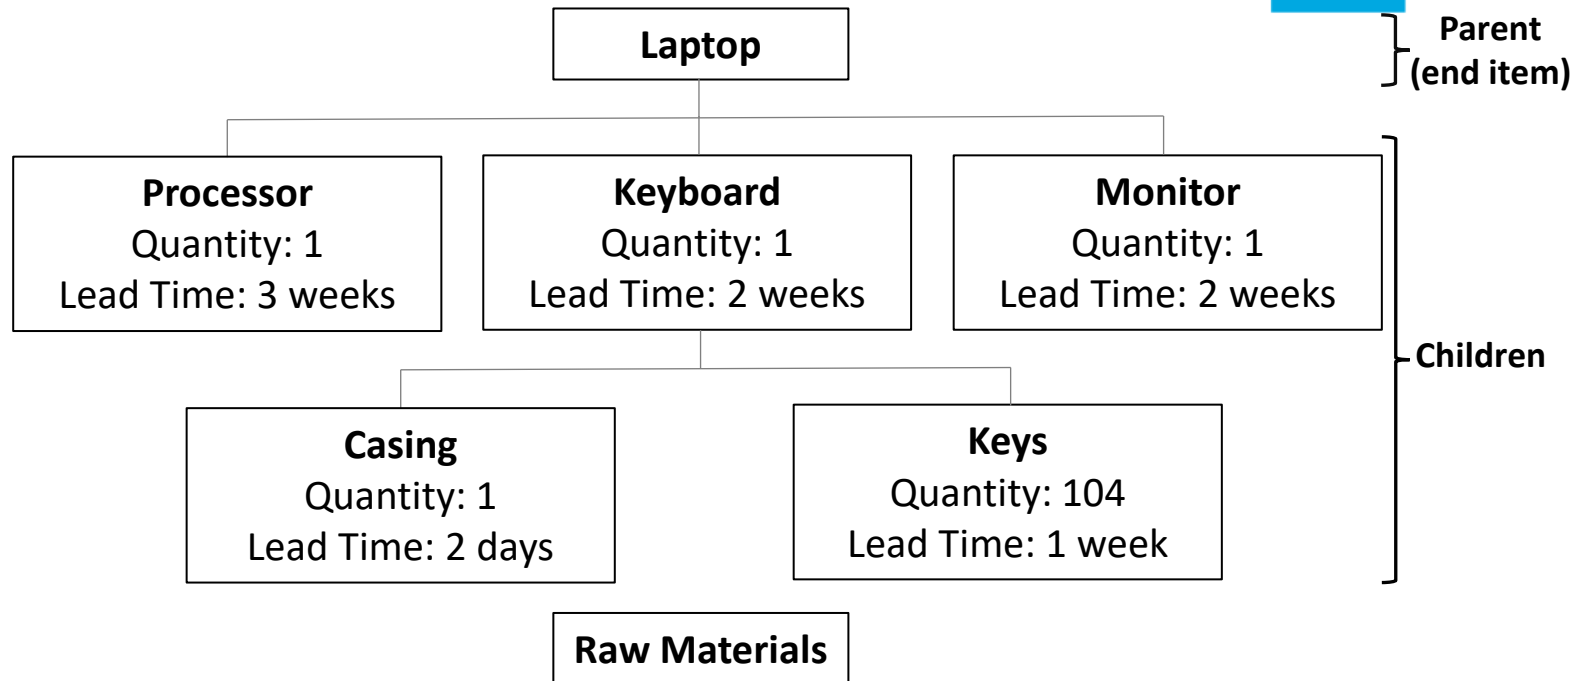 Laptop
Parent
(end item)
Processor
Quantity: 1
Lead Time: 3 weeks
Keyboard
Quantity: 1
Lead Time: 2 weeks
Monitor
Quantity: 1
Lead Time: 2 weeks
Children
Casing
Quantity: 1
Lead Time: 2 days
Keys
Quantity: 104
Lead Time: 1 week
Raw Materials